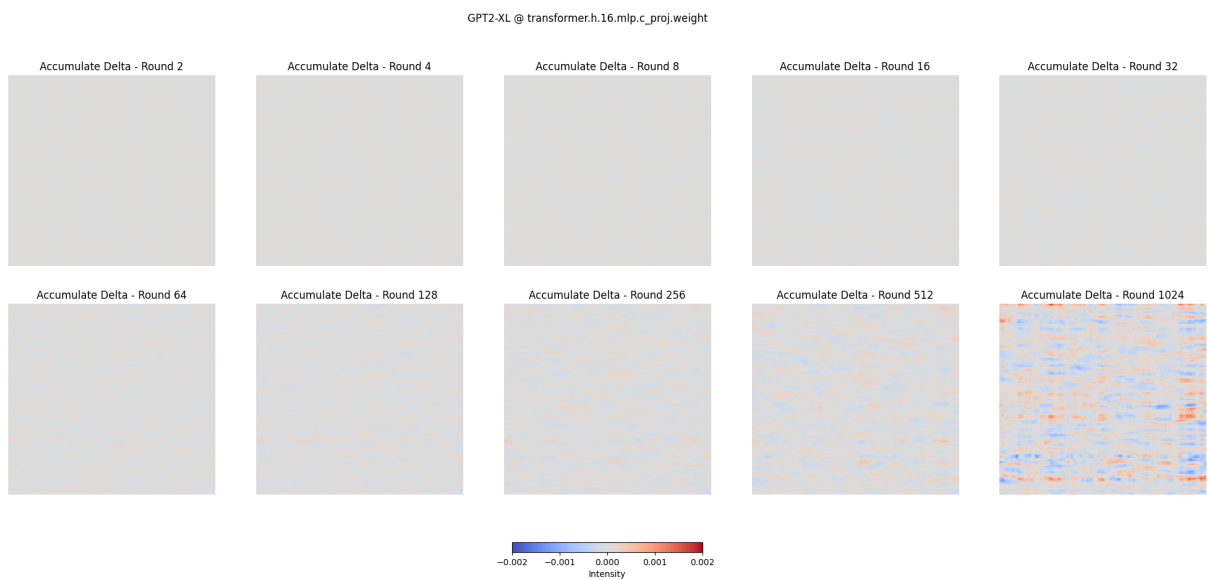 GPT2-XL @ transformer.h.16.mlp.c_proj.weight
Accumulate Delta - Round 2
Accumulate Delta - Round 4
Accumulate Delta - Round 8
Accumulate Delta - Round 16
Accumulate Delta - Round 32
Accumulate Delta - Round 64
Accumulate Delta - Round 128
Accumulate Delta - Round 256
Accumulate Delta - Round 512
Accumulate Delta - Round 1024
−0.002 −0.001 0.000 0.001 0.002
Intensity